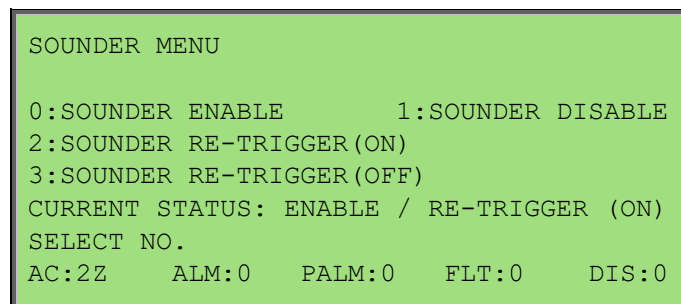 SOUNDER MENU
0:SOUNDER ENABLE 1:SOUNDER DISABLE
2:SOUNDER RE-TRIGGER(ON)
3:SOUNDER RE-TRIGGER(OFF)
CURRENT STATUS: ENABLE / RE-TRIGGER (ON)
SELECT NO.
AC:2Z ALM:0 PALM:0 FLT:0 DIS:0